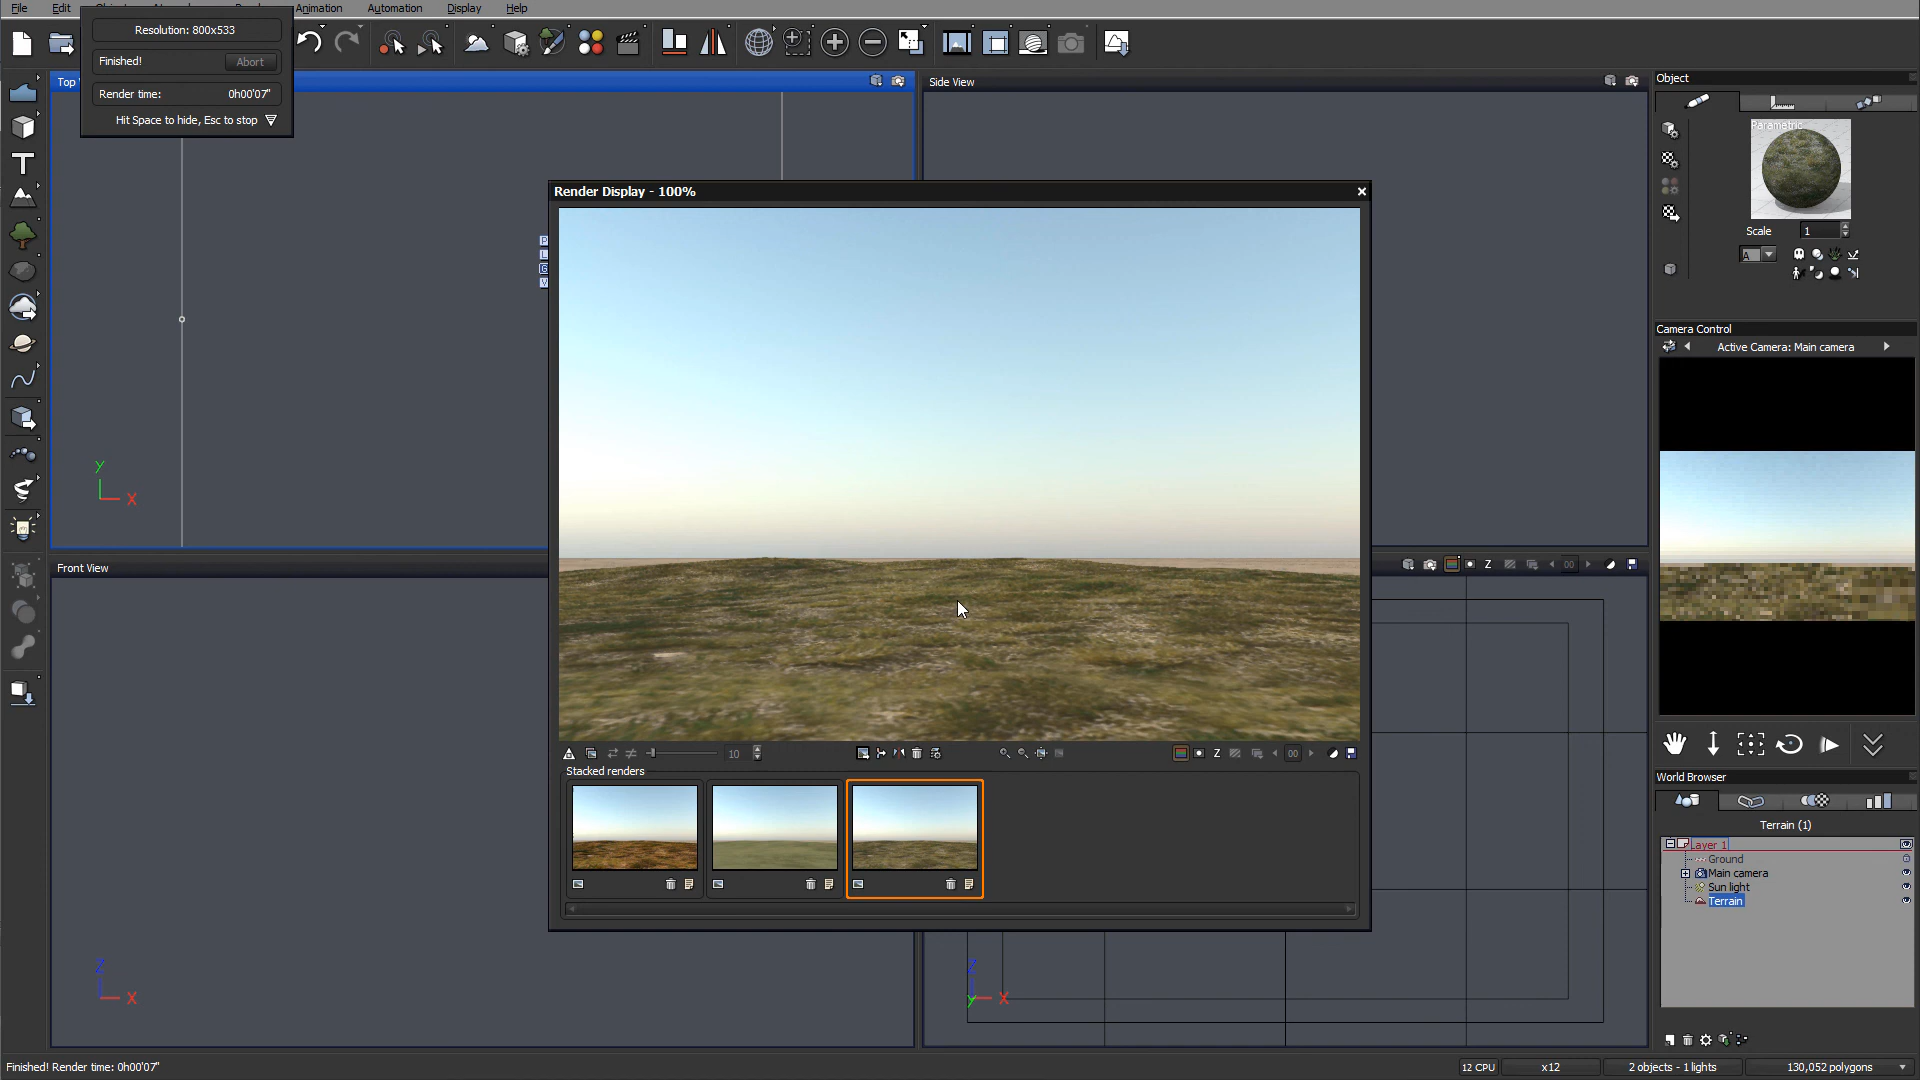 File Edit
Animation Automation Display Help
Resolution: 800x533
Finished! Abort
Render time: 0h00'07"
Hit Space to hide, Esc to stop
Top
Side View
Object
Parametric
Scale 1
A
Render Display - 100%
P
L
G
V
Y
X
Camera Control
Active Camera: Main camera
Front View
Z 00
10
Z 00
Stacked renders
World Browser
Terrain (1)
Layer 1
Ground
Main camera
Sun light
Terrain
Z
X
Z
Y X
Finished! Render time: 0h00'07"
12 CPU x12 2 objects - 1 lights 130,052 polygons